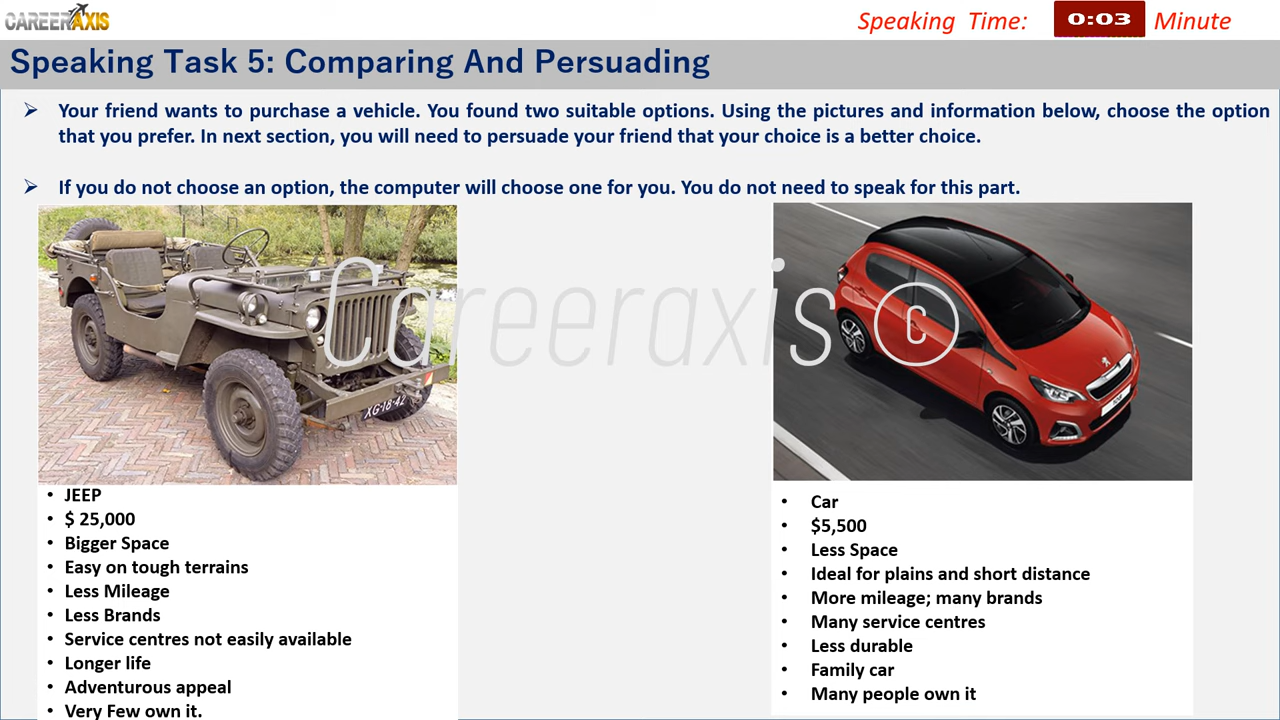 CAREERAXIS
Speaking Time: 0:03 Minute
Speaking Task 5: Comparing And Persuading
Your friend wants to purchase a vehicle. You found two suitable options. Using the pictures and information below, choose the option
that you prefer. In next section, you will need to persuade your friend that your choice is a better choice.
If you do not choose an option, the computer will choose one for you. You do not need to speak for this part.
Careeraxis ©
XG-18-42
• JEEP
• $ 25,000
• Bigger Space
• Easy on tough terrains
• Less Mileage
• Less Brands
• Service centres not easily available
• Longer life
• Adventurous appeal
• Very Few own it.
• Car
• $5,500
• Less Space
• Ideal for plains and short distance
• More mileage; many brands
• Many service centres
• Less durable
• Family car
• Many people own it